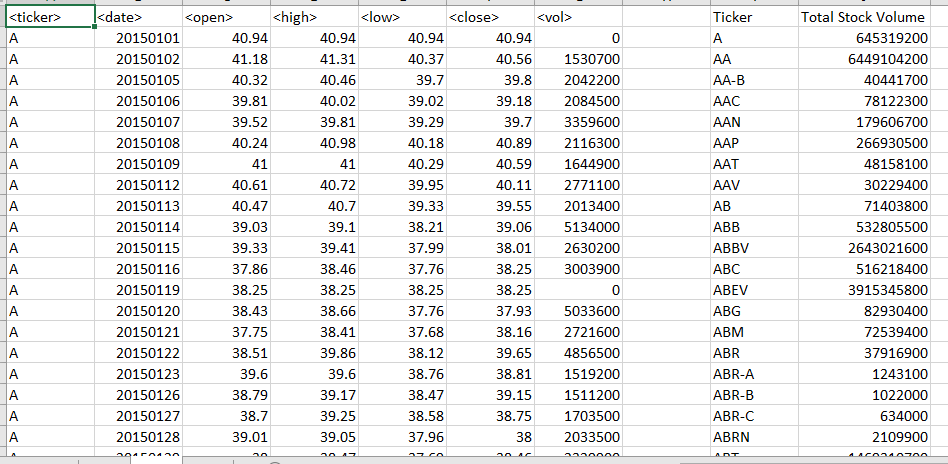 <ticker> <date> <open> <high> <low> <close> <vol> Ticker Total Stock Volume
A 20150101 40.94 40.94 40.94 40.94 0 A 645319200
A 20150102 41.18 41.31 40.37 40.56 1530700 AA 6449104200
A 20150105 40.32 40.46 39.7 39.8 2042200 AA-B 40441700
A 20150106 39.81 40.02 39.02 39.18 2084500 AAC 78122300
A 20150107 39.52 39.81 39.29 39.7 3359600 AAN 179606700
A 20150108 40.24 40.98 40.18 40.89 2116300 AAP 266930500
A 20150109 41 41 40.29 40.59 1644900 AAT 48158100
A 20150112 40.61 40.72 39.95 40.11 2771100 AAV 30229400
A 20150113 40.47 40.7 39.33 39.55 2013400 AB 71403800
A 20150114 39.03 39.1 38.21 39.06 5134000 ABB 532805500
A 20150115 39.33 39.41 37.99 38.01 2630200 ABBV 2643021600
A 20150116 37.86 38.46 37.76 38.25 3003900 ABC 516218400
A 20150119 38.25 38.25 38.25 38.25 0 ABEV 3915345800
A 20150120 38.43 38.66 37.76 37.93 5033600 ABG 82930400
A 20150121 37.75 38.41 37.68 38.16 2721600 ABM 72539400
A 20150122 38.51 39.86 38.12 39.65 4856500 ABR 37916900
A 20150123 39.6 39.6 38.76 38.81 1519200 ABR-A 1243100
A 20150126 38.79 39.17 38.47 39.15 1511200 ABR-B 1022000
A 20150127 38.7 39.25 38.58 38.75 1703500 ABR-C 634000
A 20150128 39.01 39.05 37.96 38 2033500 ABRN 2109900